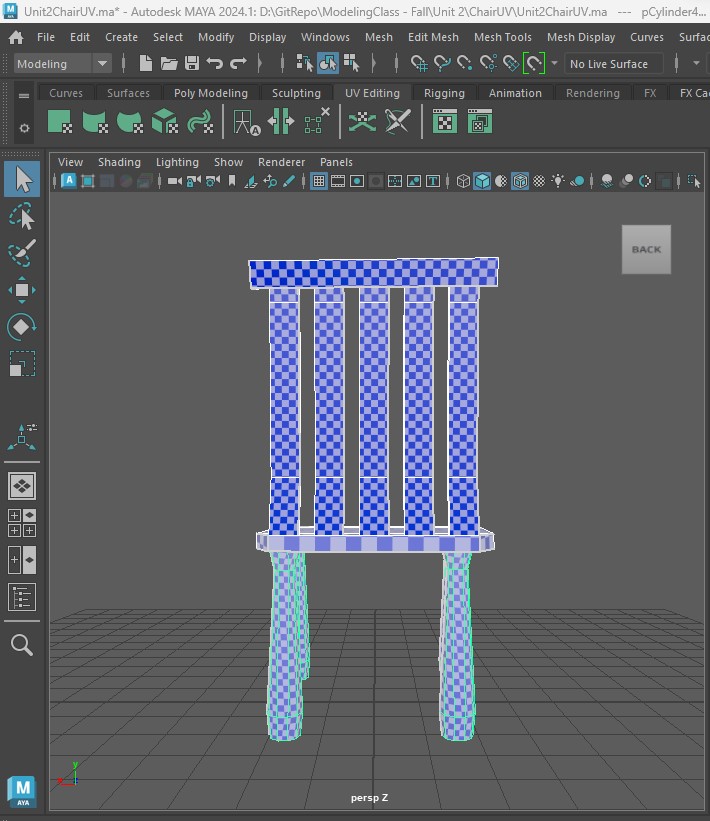 Unit2ChairUV.ma* - Autodesk MAYA 2024.1: D:\GitRepo\ModelingClass - Fall\Unit 2\ChairUV\Unit2ChairUV.ma --- pCylinder4...
File Edit Create Select Modify Display Windows Mesh Edit Mesh Mesh Tools Mesh Display Curves Surfac
Modeling No Live Surface
Curves Surfaces Poly Modeling Sculpting UV Editing Rigging Animation Rendering FX FX Ca
View Shading Lighting Show Renderer Panels
BACK
y
x
persp Z
M
AYA